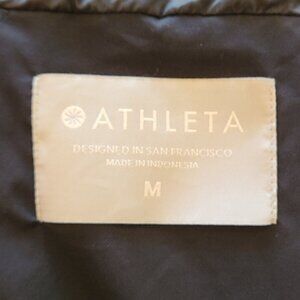 ATHLETA
DESIGNED IN SAN FRANCISCO
MADE IN INDONESIA
M